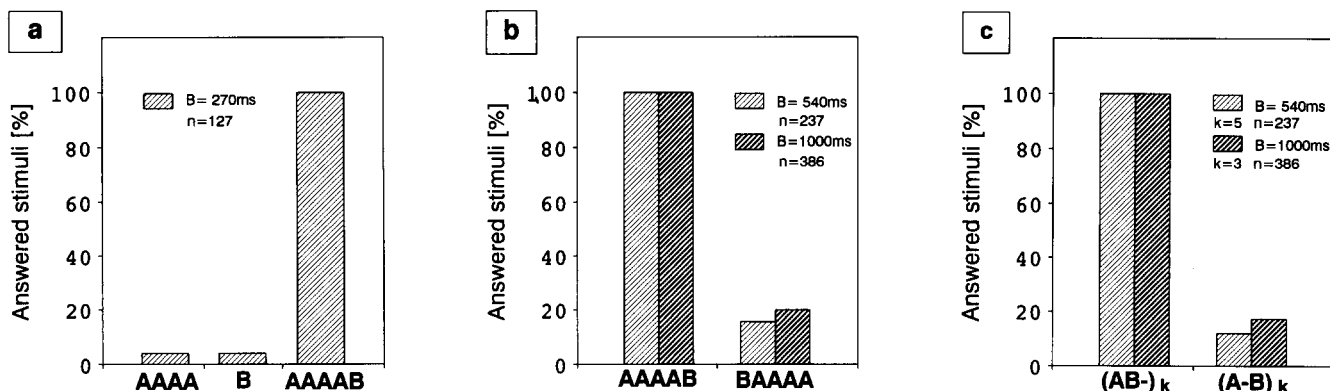 a
Answered stimuli [%]
100
80
60
40
20
0
B= 270ms
n=127
AAAA B AAAAB
b
Answered stimuli [%]
100
80
60
40
20
0
B= 540ms
n=237
B=1000ms
n=386
AAAAB BAAAA
c
Answered stimuli [%]
100
80
60
40
20
0
B= 540ms
k=5 n=237
B=1000ms
k=3 n=386
(AB-)k (A-B)k